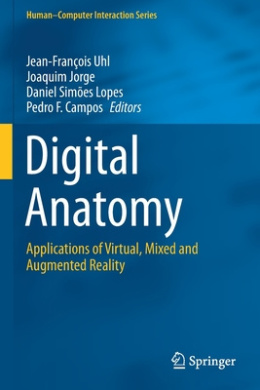 Human–Computer Interaction Series
Jean-François Uhl
Joaquim Jorge
Daniel Simões Lopes
Pedro F. Campos Editors
Digital
Anatomy
Applications of Virtual, Mixed and
Augmented Reality
Springer